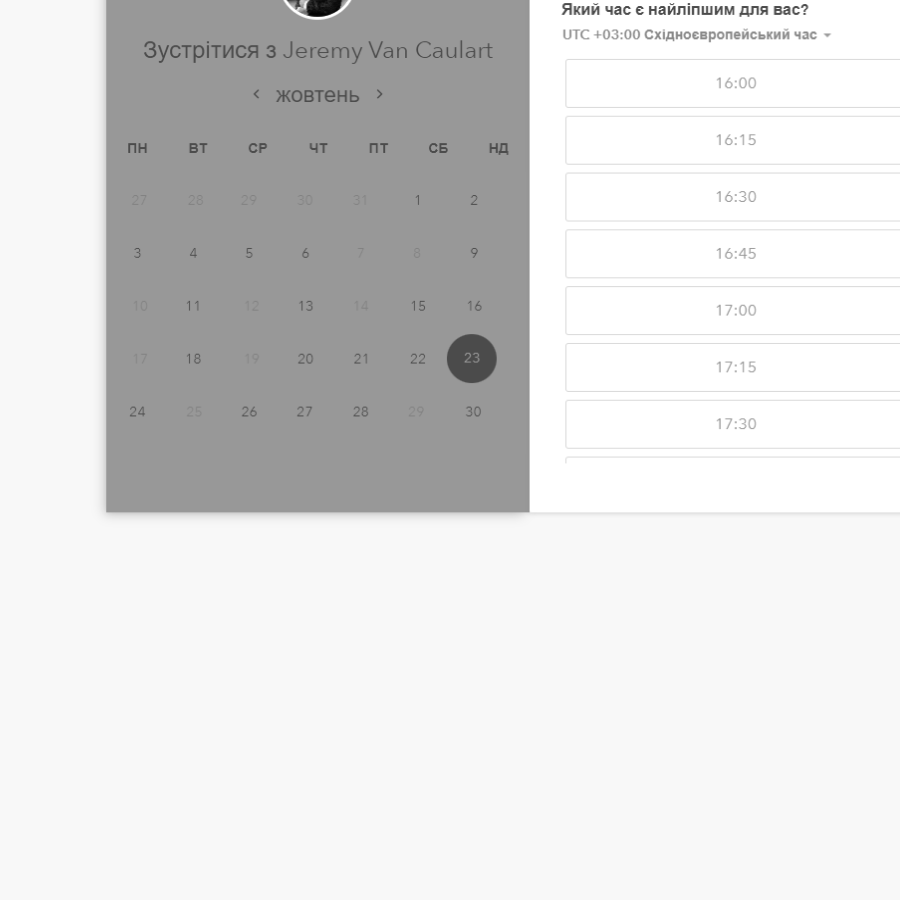 Зустрітися з Jeremy Van Caulart
жовтень
ПН ВТ СР ЧТ ПТ СБ НД
27 28 29 30 31 1 2
3 4 5 6 7 8 9
10 11 12 13 14 15 16
17 18 19 20 21 22 23
24 25 26 27 28 29 30
Який час є найліпшим для вас?
UTC +03:00 Східноєвропейський час
16:00
16:15
16:30
16:45
17:00
17:15
17:30